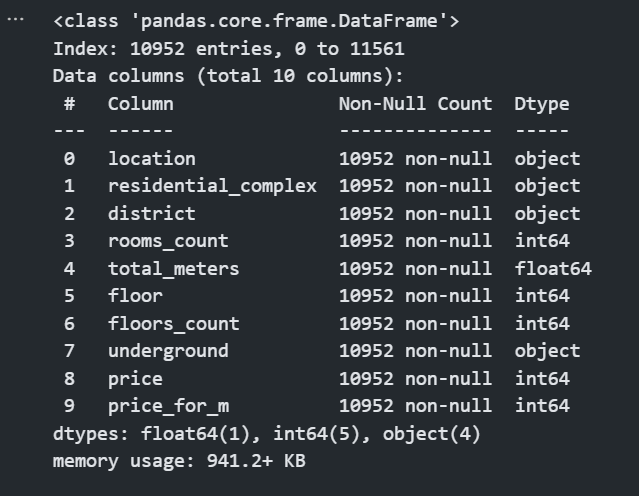 ... <class 'pandas.core.frame.DataFrame'>
Index: 10952 entries, 0 to 11561
Data columns (total 10 columns):
 #   Column               Non-Null Count  Dtype
---  ------               --------------  -----
 0   location             10952 non-null  object
 1   residential_complex  10952 non-null  object
 2   district             10952 non-null  object
 3   rooms_count          10952 non-null  int64
 4   total_meters         10952 non-null  float64
 5   floor                10952 non-null  int64
 6   floors_count         10952 non-null  int64
 7   underground          10952 non-null  object
 8   price                10952 non-null  int64
 9   price_for_m          10952 non-null  int64
dtypes: float64(1), int64(5), object(4)
memory usage: 941.2+ KB